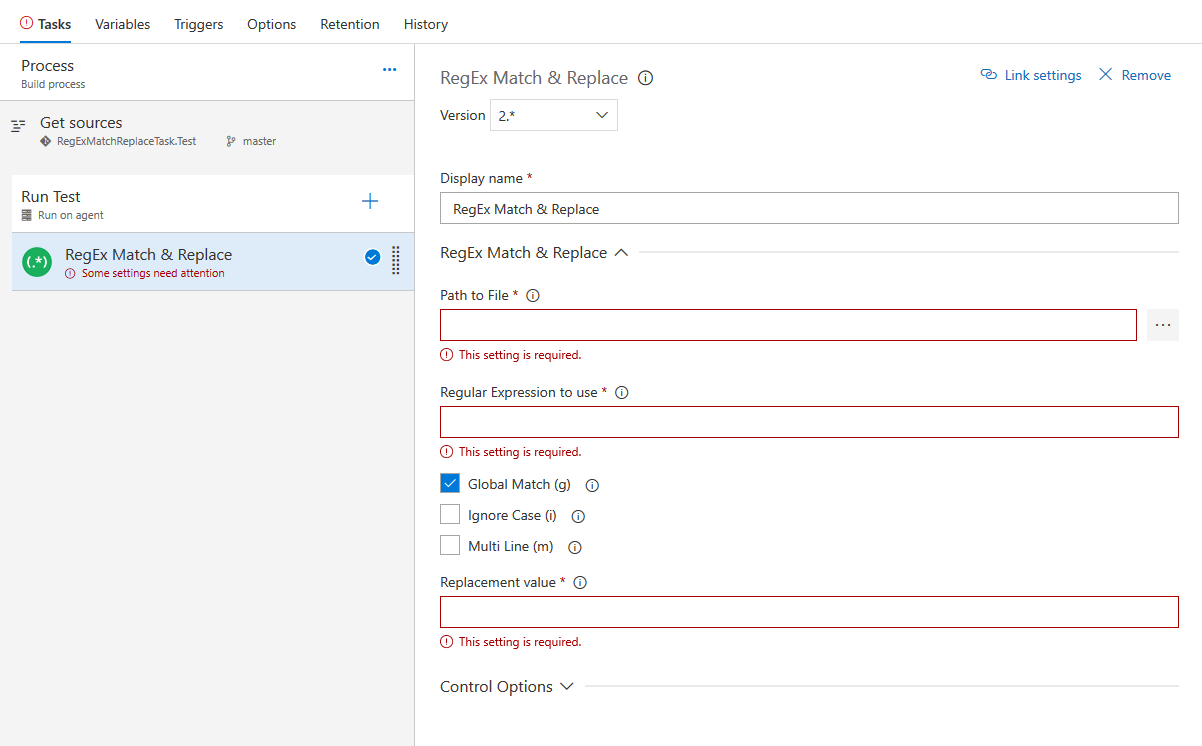 Tasks Variables Triggers Options Retention History
Process
Build process
...
Get sources
RegExMatchReplaceTask.Test master
Run Test
Run on agent
(.*) RegEx Match & Replace
Some settings need attention
RegEx Match & Replace
Link settings Remove
Version 2.*
Display name *
RegEx Match & Replace
RegEx Match & Replace
Path to File *
...
This setting is required.
Regular Expression to use *
This setting is required.
Global Match (g)
Ignore Case (i)
Multi Line (m)
Replacement value *
This setting is required.
Control Options